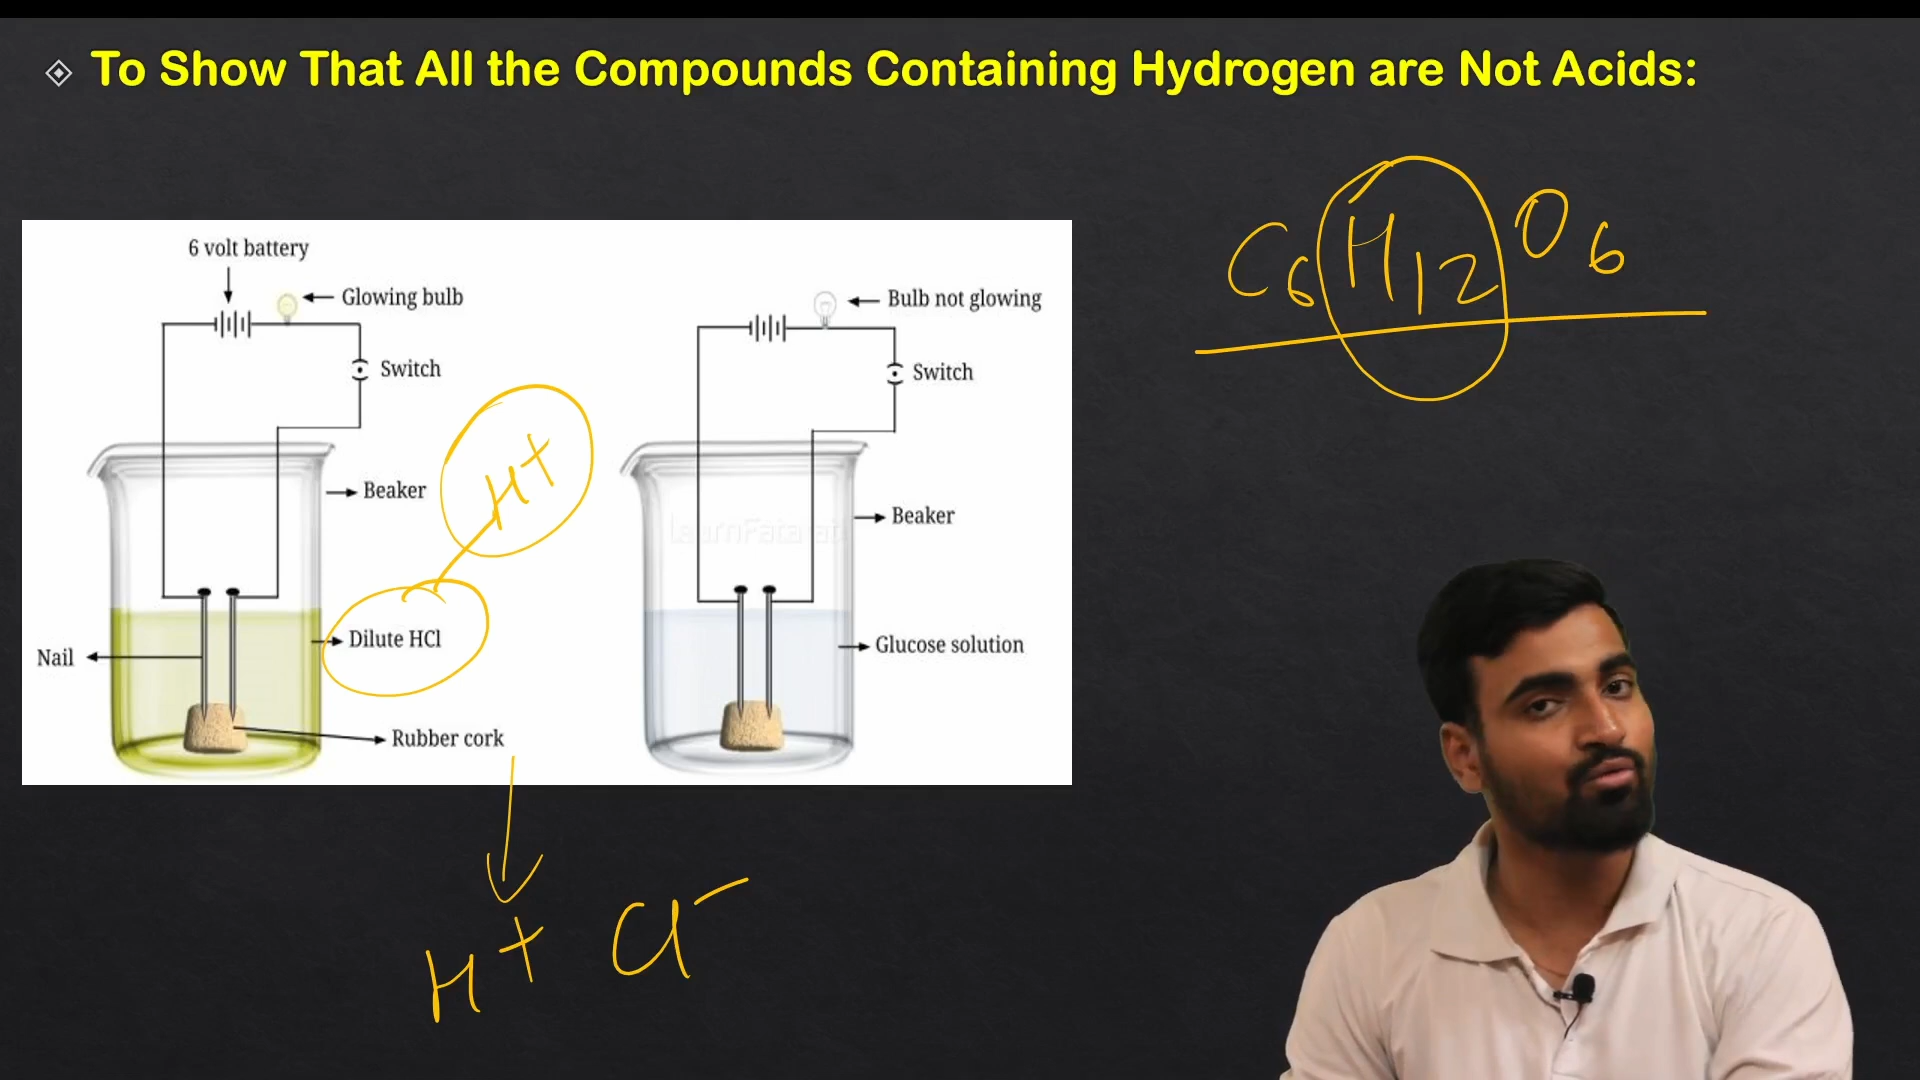 To Show That All the Compounds Containing Hydrogen are Not Acids:
C6H12O6
6 volt battery
Glowing bulb
Switch
Beaker
H+
Dilute HCl
Nail
Rubber cork
Bulb not glowing
Switch
Beaker
Glucose solution
H+ Cl-